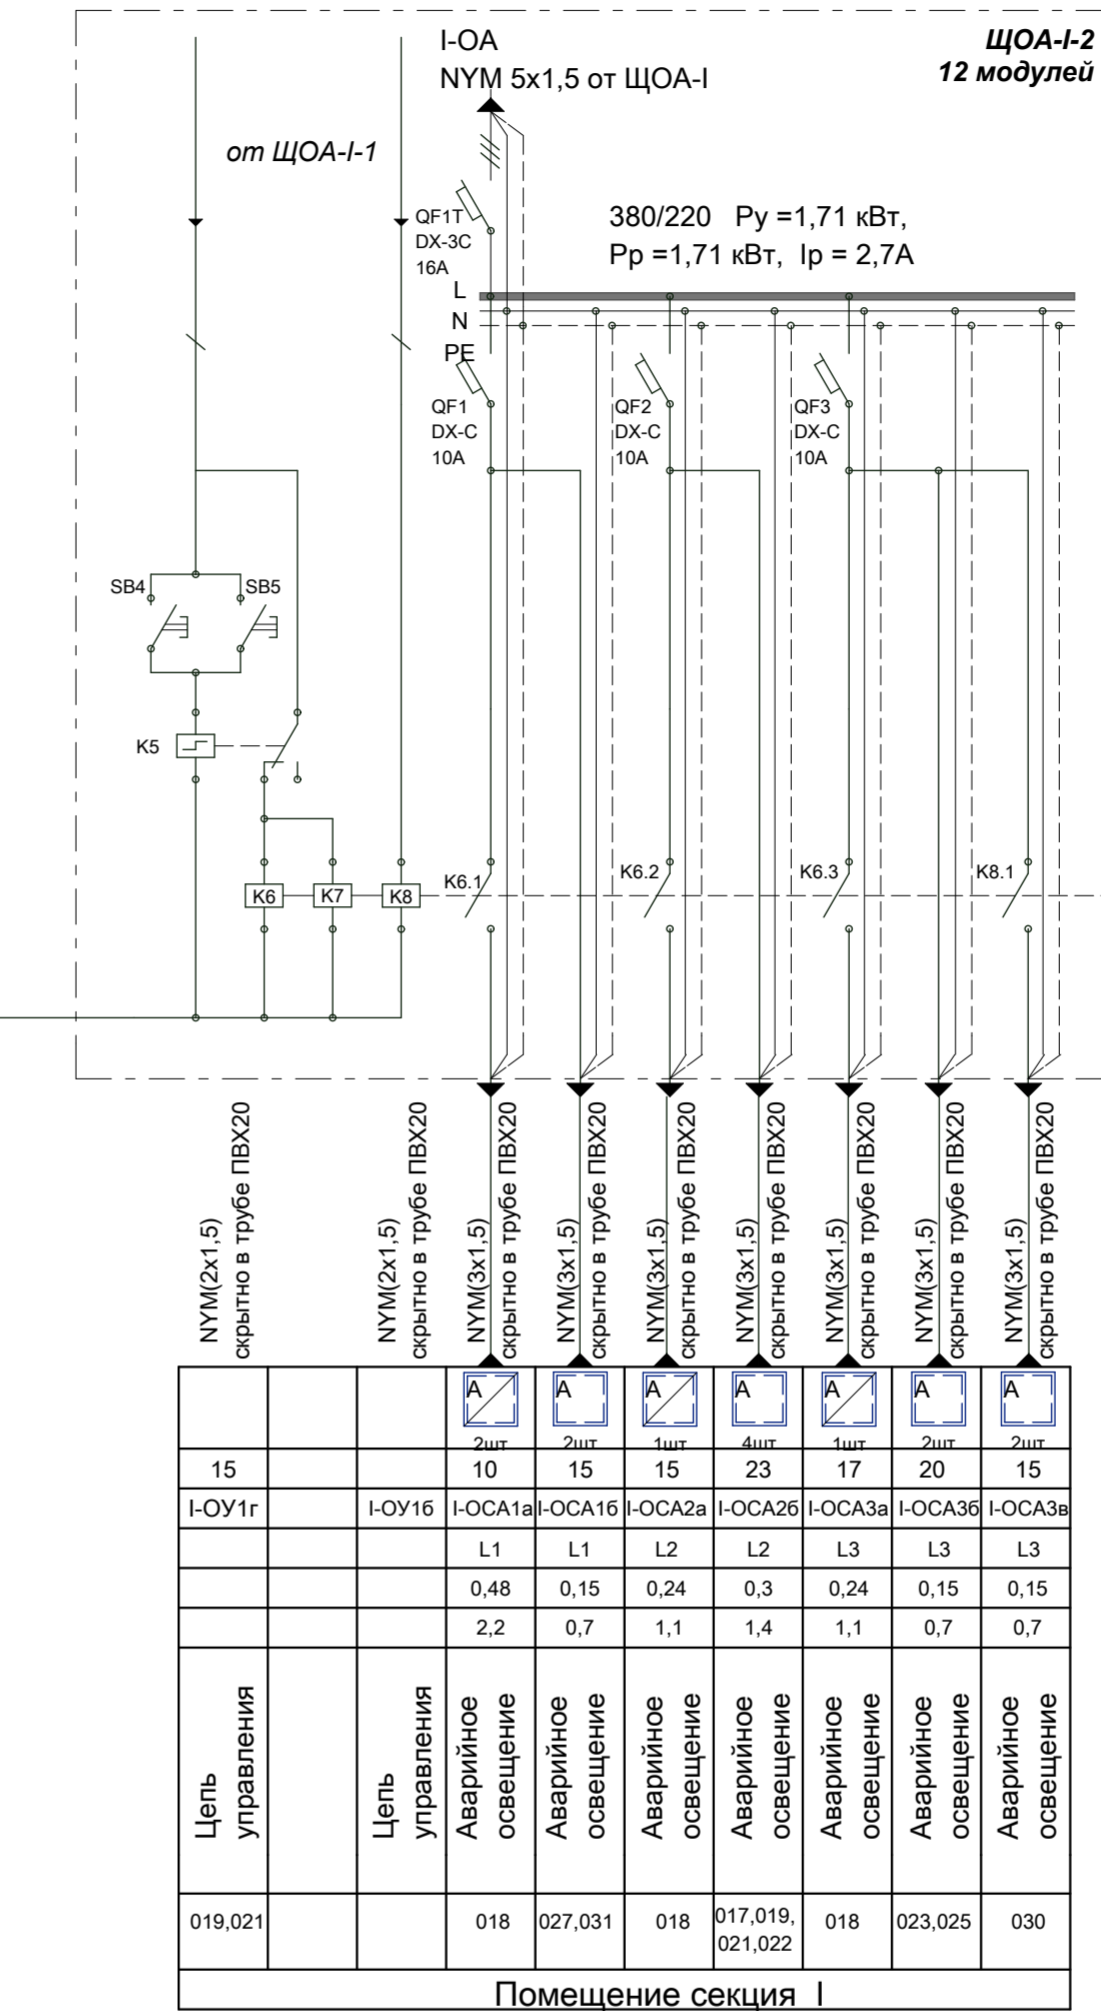 I-ОА
NYM 5x1,5 от ЩОА-I
ЩОА-I-2
12 модулей
от ЩОА-I-1
QF1T
DX-3C
16A
380/220 Ру =1,71 кВт,
Рр =1,71 кВт, Iр = 2,7А
L
N
PE
QF1
DX-C
10A
QF2
DX-C
10A
QF3
DX-C
10A
SB4
SB5
K5
K6
K7
K8
K6.1
K6.2
K6.3
K8.1
NYM(2x1,5)
скрытно в трубе ПВХ20
NYM(2x1,5)
скрытно в трубе ПВХ20
NYM(3x1,5)
скрытно в трубе ПВХ20
NYM(3x1,5)
скрытно в трубе ПВХ20
NYM(3x1,5)
скрытно в трубе ПВХ20
NYM(3x1,5)
скрытно в трубе ПВХ20
NYM(3x1,5)
скрытно в трубе ПВХ20
NYM(3x1,5)
скрытно в трубе ПВХ20
NYM(3x1,5)
скрытно в трубе ПВХ20
A A A A A A A
2шт 2шт 1шт 4шт 1шт 2шт 2шт
15 10 15 15 23 17 20 15
I-ОУ1г I-ОУ1б I-ОСА1а I-ОСА1б I-ОСА2а I-ОСА2б I-ОСА3а I-ОСА3б I-ОСА3в
L1 L1 L2 L2 L3 L3 L3
0,48 0,15 0,24 0,3 0,24 0,15 0,15
2,2 0,7 1,1 1,4 1,1 0,7 0,7
Цепь
управления
Цепь
управления
Аварийное
освещение
Аварийное
освещение
Аварийное
освещение
Аварийное
освещение
Аварийное
освещение
Аварийное
освещение
Аварийное
освещение
019,021 018 027,031 018 017,019, 018 023,025 030
021,022
Помещение секция I